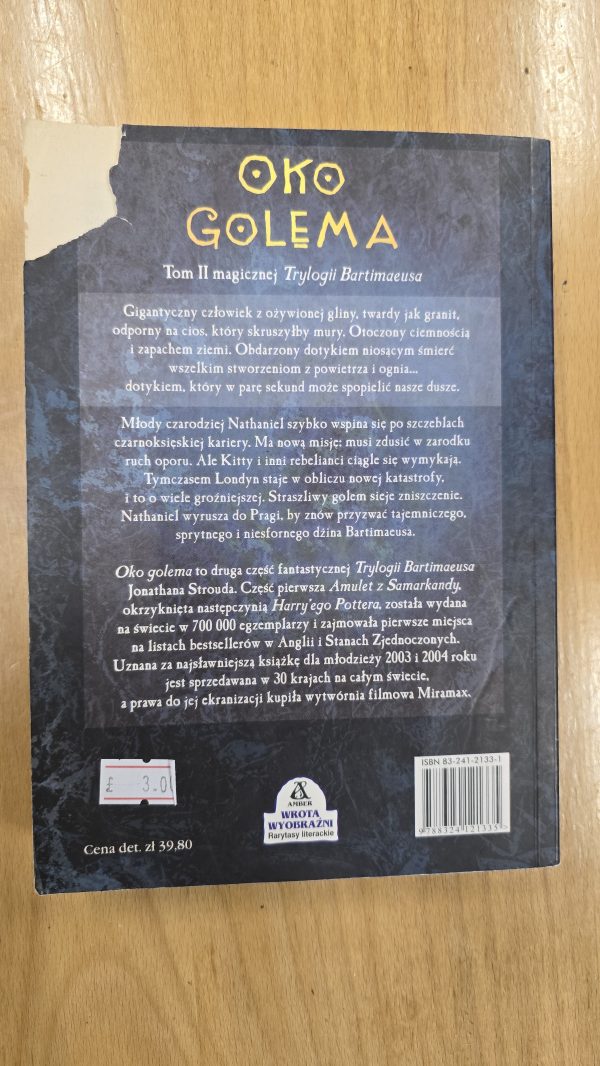 OKO
GOLEMA
Tom II magicznej Trylogii Bartimaeusa
Gigantyczny człowiek z ożywionej gliny, twardy jak granit,
odporny na cios, który skruszyłby mury. Otoczony ciemnością
i zapachem ziemi. Obdarzony dotykiem niosącym śmierć
wszelkim stworzeniom z powietrza i ognia...
dotykiem, który w parę sekund może spopielić nasze dusze.
Młody czarodziej Nathaniel szybko wspina się po szczeblach
czarnoksięskiej kariery. Ma nową misję: musi zdusić w zarodku
ruch oporu. Ale Kitty i inni rebelianci ciągle się wymykają.
Tymczasem Londyn staje w obliczu nowej katastrofy,
i to o wiele groźniejszej. Straszliwy golem sieje zniszczenie.
Nathaniel wyrusza do Pragi, by znów przyzwać tajemniczego,
sprytnego i niesfornego dżina Bartimaeusa.
Oko golema to druga część fantastycznej Trylogii Bartimaeusa
Jonathana Strouda. Część pierwsza Amulet z Samarkandy,
okrzyknięta następczynią Harry'ego Pottera, została wydana
na świecie w 700 000 egzemplarzy i zajmowała pierwsze miejsca
na listach bestsellerów w Anglii i Stanach Zjednoczonych.
Uznana za najsławniejszą książkę dla młodzieży 2003 i 2004 roku
jest sprzedawana w 30 krajach na całym świecie,
a prawa do jej ekranizacji kupiła wytwórnia filmowa Miramax.
ISBN 83-241-2133-1
£ 3.0
AMBER
WROTA
WYOBRAŹNI
Rarytasy literackie
9 788324 121335 >
Cena det. zł 39,80